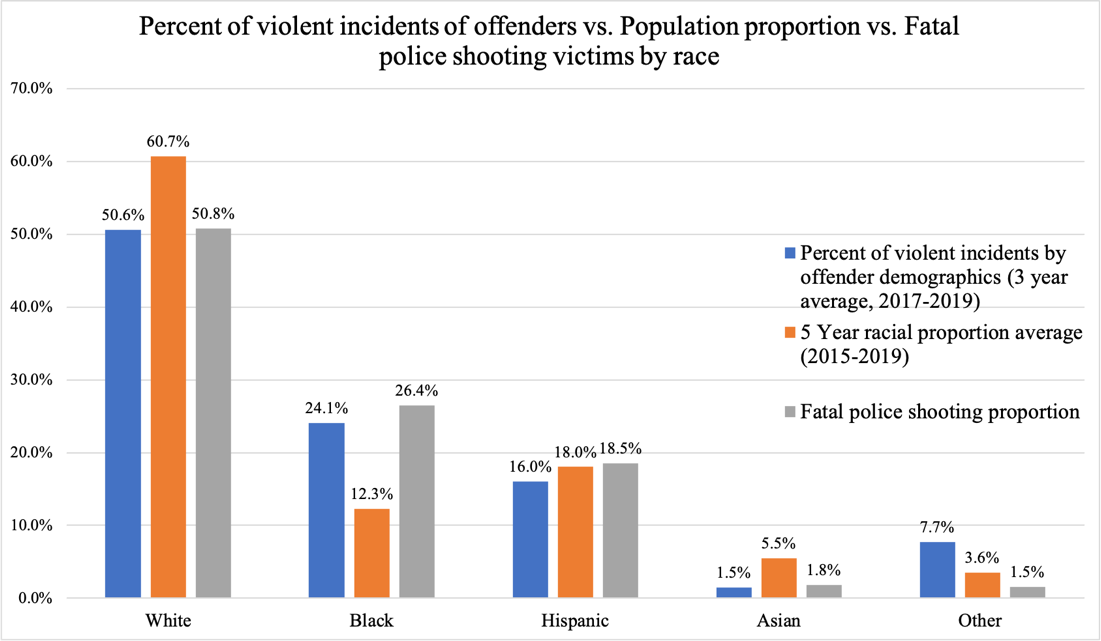 Percent of violent incidents of offenders vs. Population proportion vs. Fatal
police shooting victims by race
70.0%
60.0%
50.0%
40.0%
30.0%
20.0%
10.0%
0.0%
50.6%
60.7%
50.8%
24.1%
12.3%
26.4%
16.0%
18.0%
18.5%
1.5%
5.5%
1.8%
7.7%
3.6%
1.5%
White
Black
Hispanic
Asian
Other
Percent of violent incidents by
offender demographics (3 year
average, 2017-2019)
5 Year racial proportion average
(2015-2019)
Fatal police shooting proportion